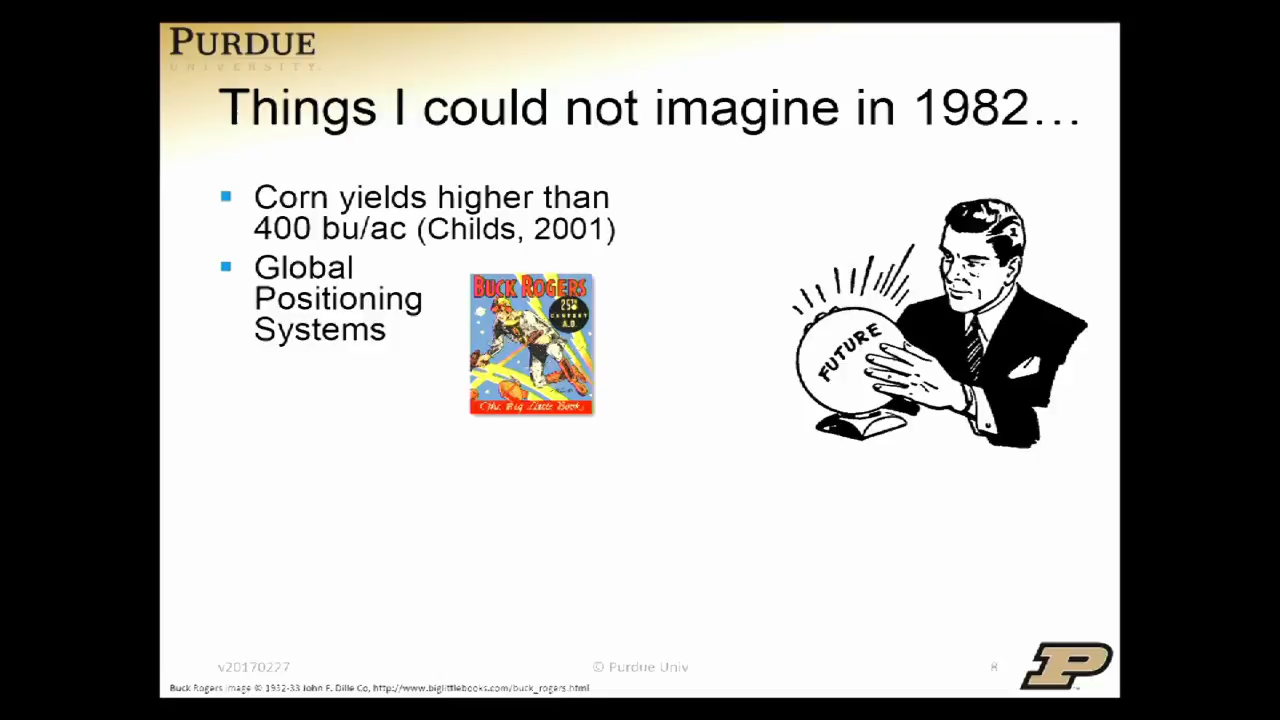 PURDUE
UNIVERSITY
Things I could not imagine in 1982…
Corn yields higher than
400 bu/ac (Childs, 2001)
Global
Positioning
Systems
BUCK ROGERS
25th
CENTURY
A.D.
The Big Little Book
FUTURE
v20170227
© Purdue Univ
8
P
Buck Rogers image © 1932-33 John F. Dille Co, http://www.biglittlebooks.com/buck_rogers.html